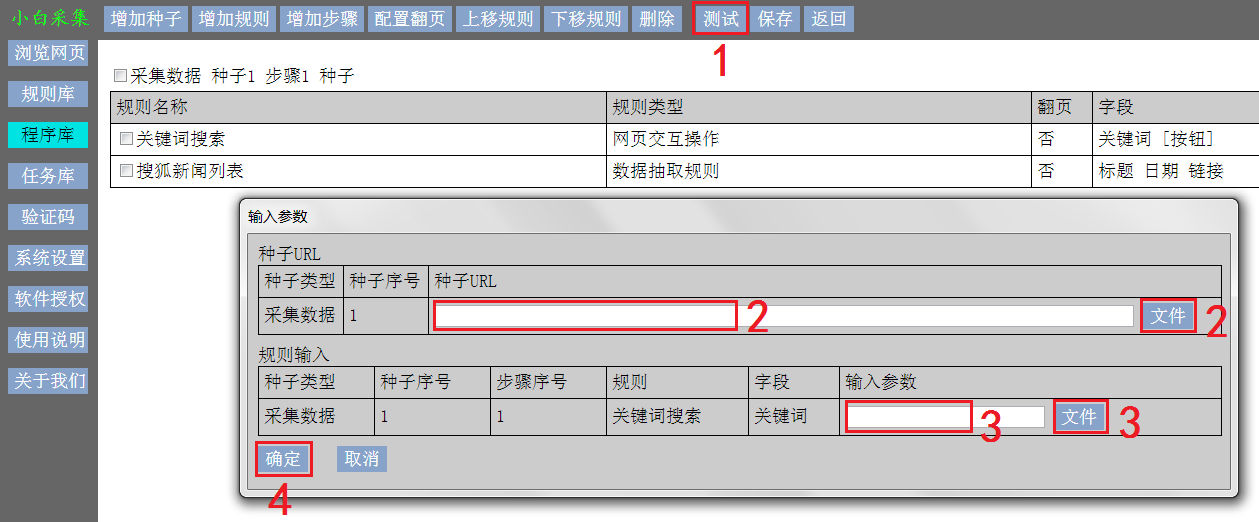 小白采集 增加种子 增加规则 增加步骤 配置翻页 上移规则 下移规则 删除 测试 保存 返回
1
浏览网页
规则库
程序库
任务库
验证码
系统设置
软件授权
使用说明
关于我们
采集数据 种子1 步骤1 种子
规则名称 规则类型 翻页 字段
关键词搜索 网页交互操作 否 关键词 [按钮]
搜狐新闻列表 数据抽取规则 否 标题 日期 链接
输入参数
种子URL
种子类型 种子序号 种子URL
采集数据 1 2 文件 2
规则输入
种子类型 种子序号 步骤序号 规则 字段 输入参数
采集数据 1 1 关键词搜索 关键词 3 文件 3
确定 取消
4